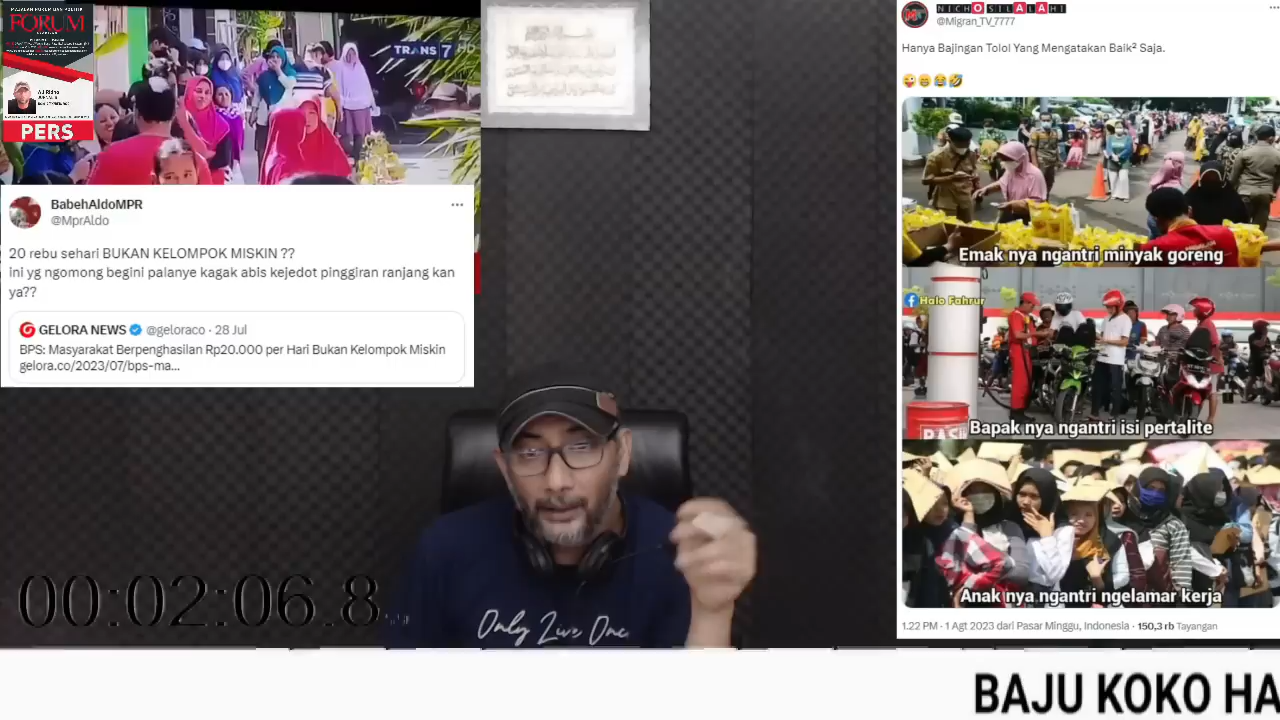 FORUM
PERS
TRANS 7 HD
BabehAldoMPR
@MprAldo
20 rebu sehari BUKAN KELOMPOK MISKIN ??
ini yg ngomong begini palanye kagak abis kejedot pinggiran ranjang kan
ya??
GELORA NEWS @geloraco · 28 Jul
BPS: Masyarakat Berpenghasilan Rp20.000 per Hari Bukan Kelompok Miskin
gelora.co/2023/07/bps-ma...
00:02:06.8
Only Live Once
NICHOSILALAHI
@Migran_TV_7777
Hanya Bajingan Tolol Yang Mengatakan Baik² Saja.
Emak nya ngantri minyak goreng
Halo Fahrur
BASI
Bapak nya ngantri isi pertalite
Anak nya ngantri ngelamar kerja
1.22 PM · 1 Agt 2023 dari Pasar Minggu, Indonesia · 150,3 rb Tayangan
BAJU KOKO HA